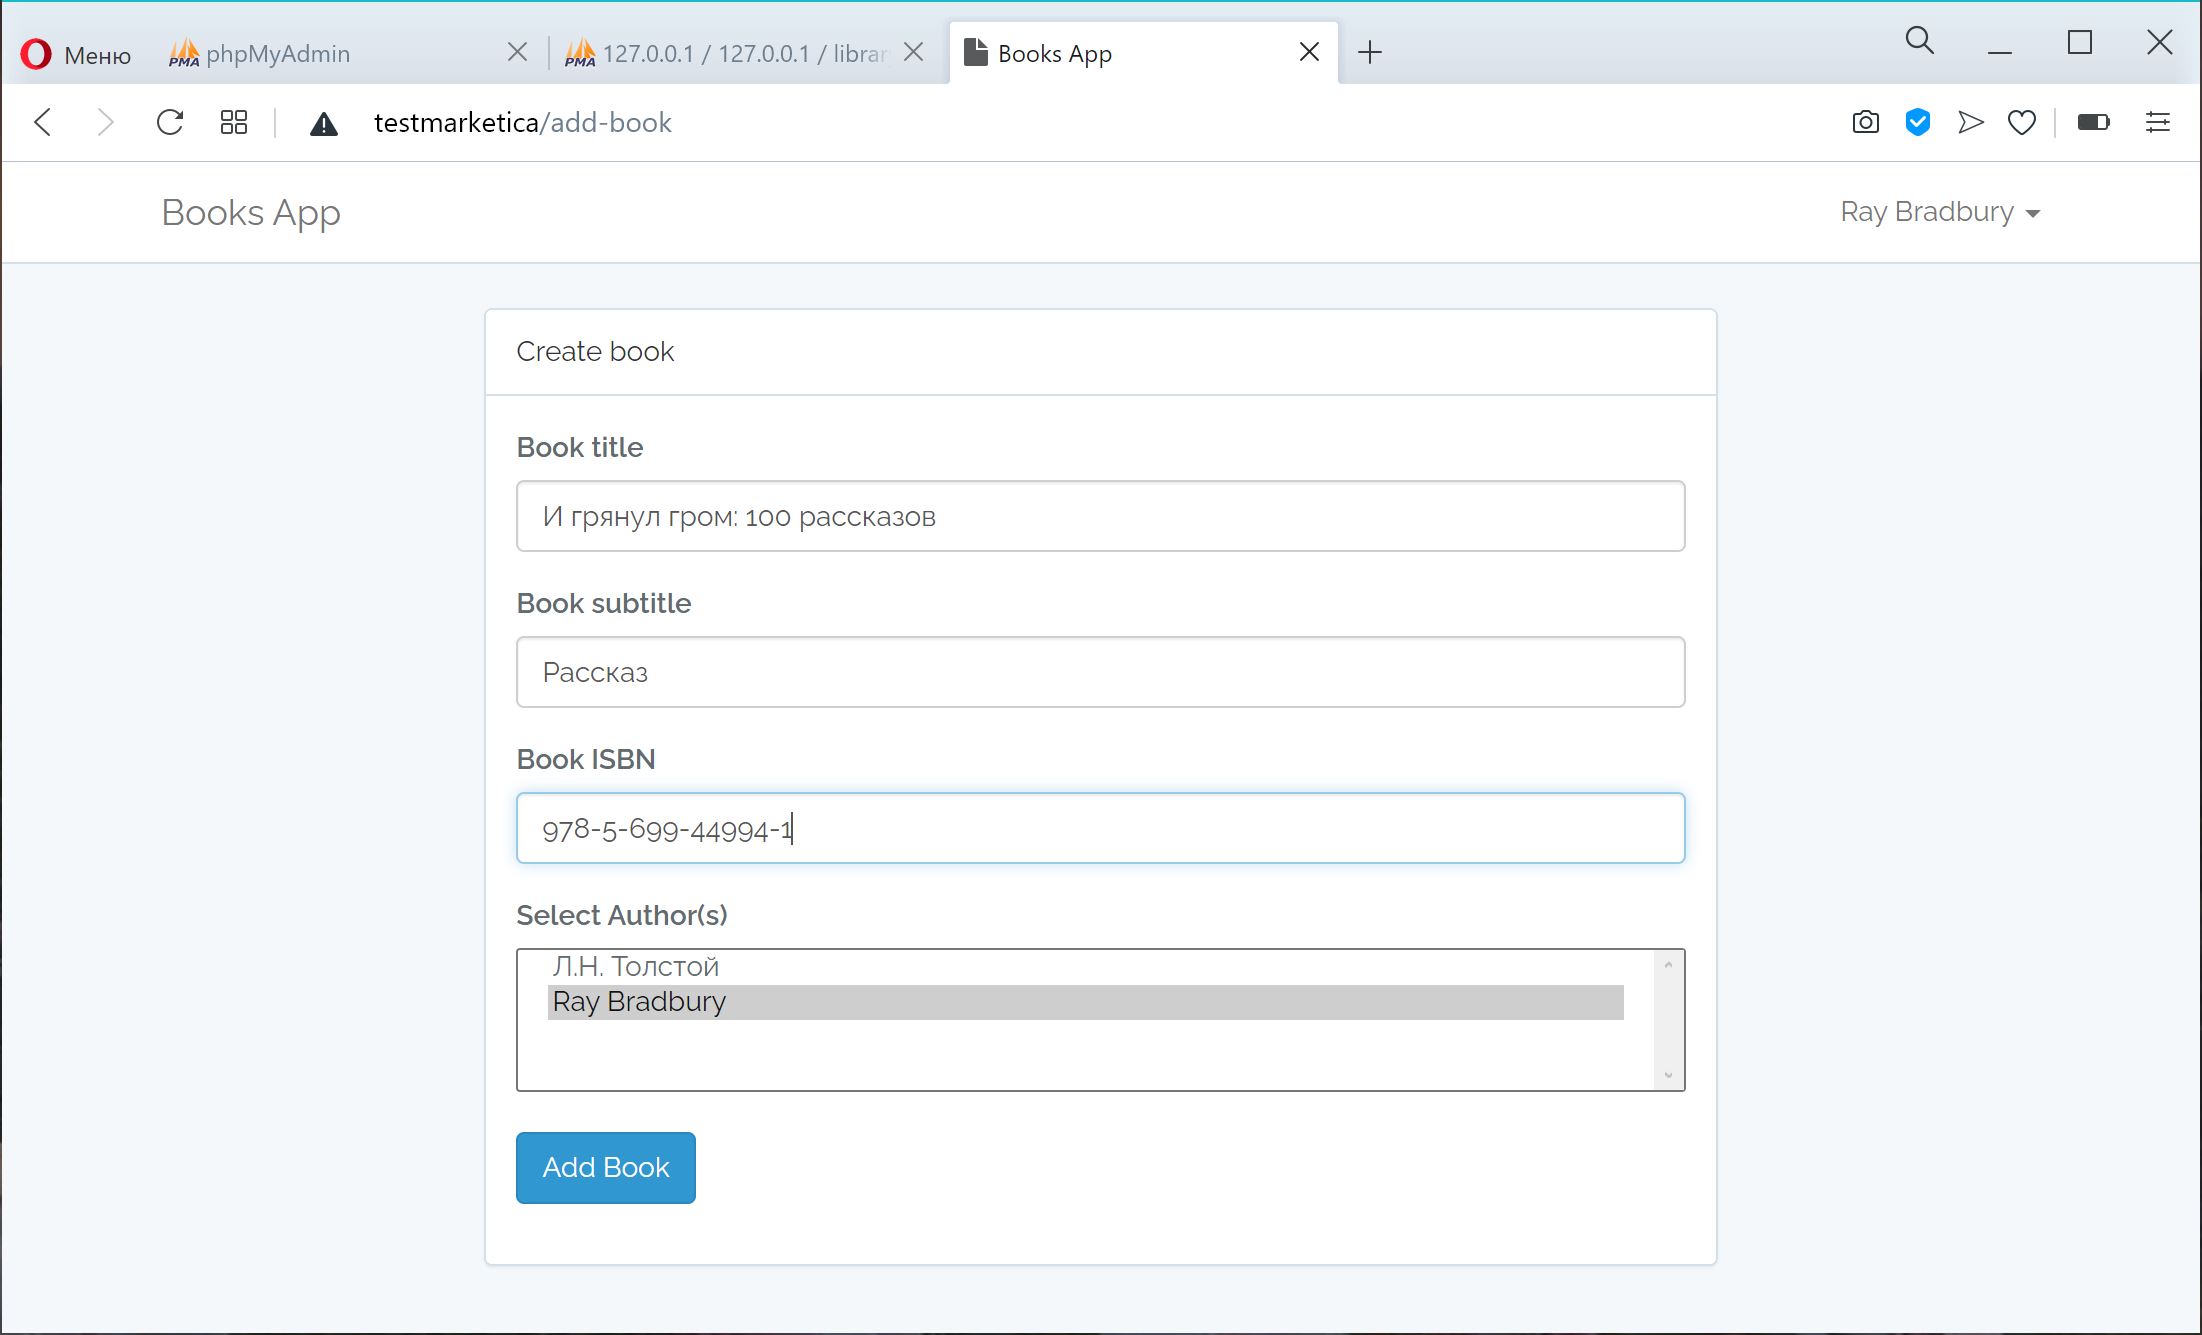 Меню
PMA phpMyAdmin
PMA 127.0.0.1 / 127.0.0.1 /
Books App
testmarketica/add-book
Books App
Ray Bradbury
Create book
Book title
И грянул гром: 100 рассказов
Book subtitle
Рассказ
Book ISBN
978-5-699-44994-1
Select Author(s)
Л.Н. Толстой
Ray Bradbury
Add Book